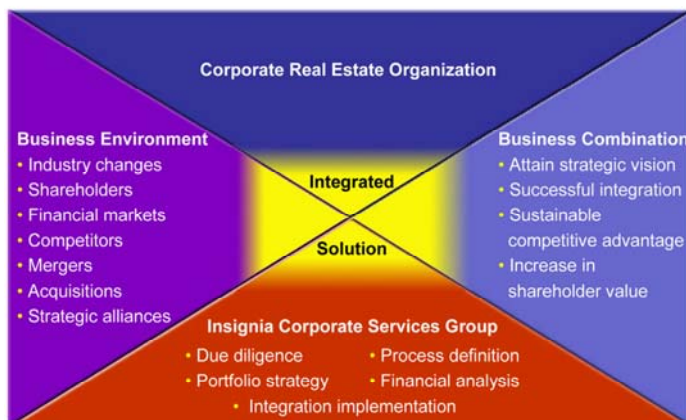 Corporate Real Estate Organization
Business Environment
• Industry changes
• Shareholders
• Financial markets
• Competitors
• Mergers
• Acquisitions
• Strategic alliances
Integrated
Solution
Business Combination
• Attain strategic vision
• Successful integration
• Sustainable
competitive advantage
• Increase in
shareholder value
Insignia Corporate Services Group
• Due diligence • Process definition
• Portfolio strategy • Financial analysis
• Integration implementation